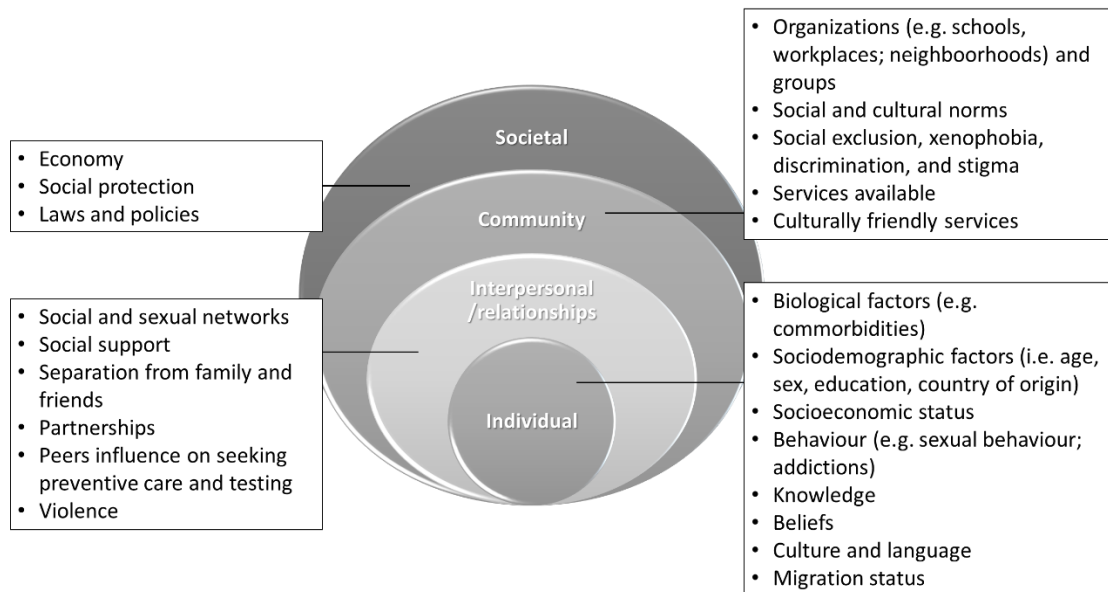 • Economy
• Social protection
• Laws and policies
• Social and sexual networks
• Social support
• Separation from family and
friends
• Partnerships
• Peers influence on seeking
preventive care and testing
• Violence
Societal
Community
Interpersonal
/relationships
Individual
• Organizations (e.g. schools,
workplaces; neighboorhoods) and
groups
• Social and cultural norms
• Social exclusion, xenophobia,
discrimination, and stigma
• Services available
• Culturally friendly services
• Biological factors (e.g.
commorbidities)
• Sociodemographic factors (i.e. age,
sex, education, country of origin)
• Socioeconomic status
• Behaviour (e.g. sexual behaviour;
addictions)
• Knowledge
• Beliefs
• Culture and language
• Migration status